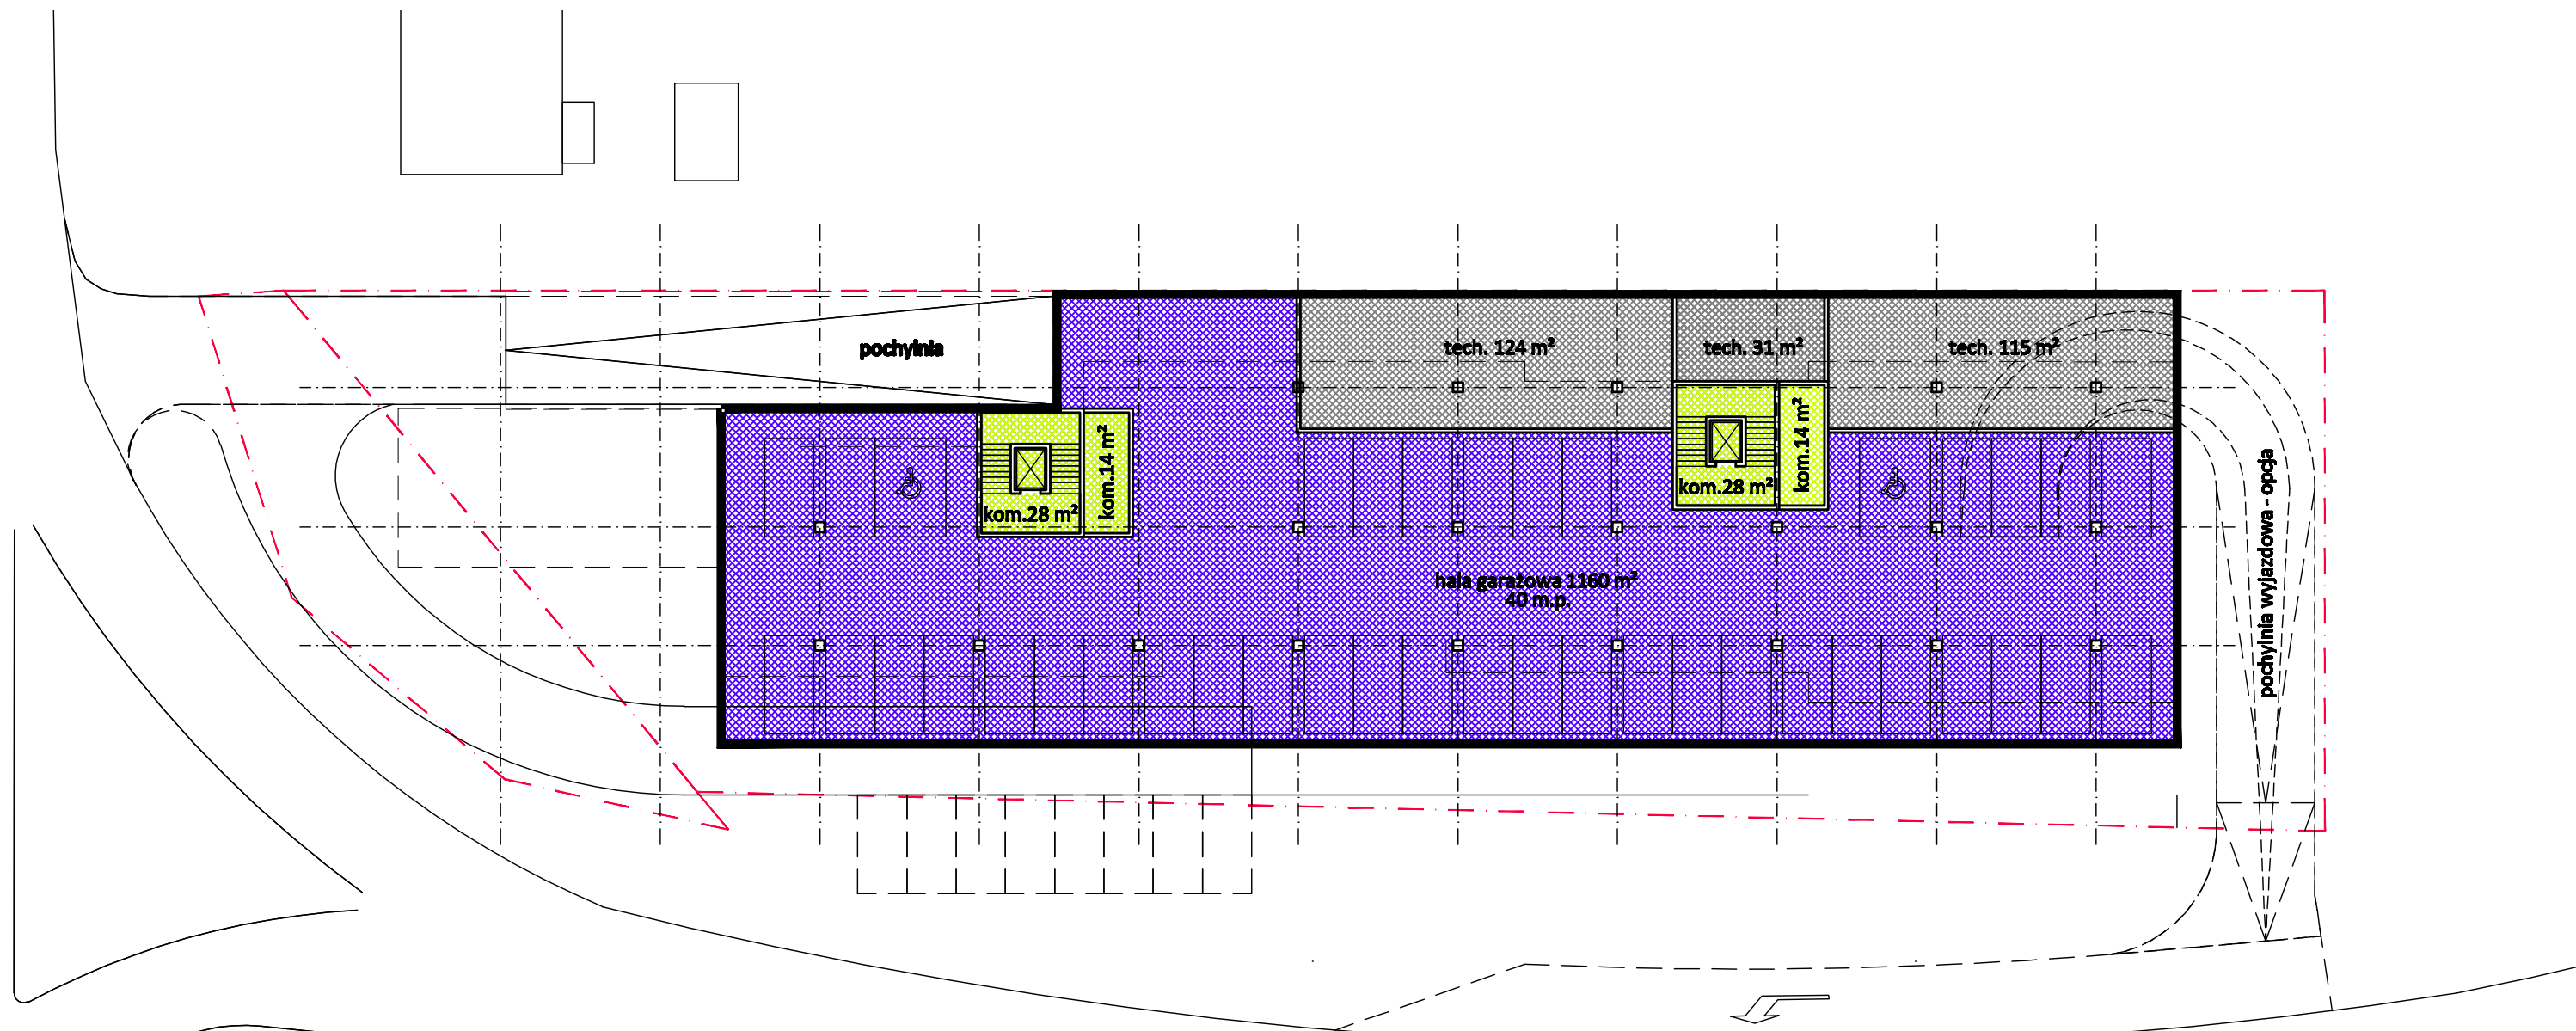 pochylnia
tech. 124 m²
tech. 31 m²
tech. 115 m²
kom.28 m²
kom.14 m²
kom.28 m²
kom.14 m²
hala garażowa 1160 m²
40 m.p.
pochylnia wyjazdowa - opcja